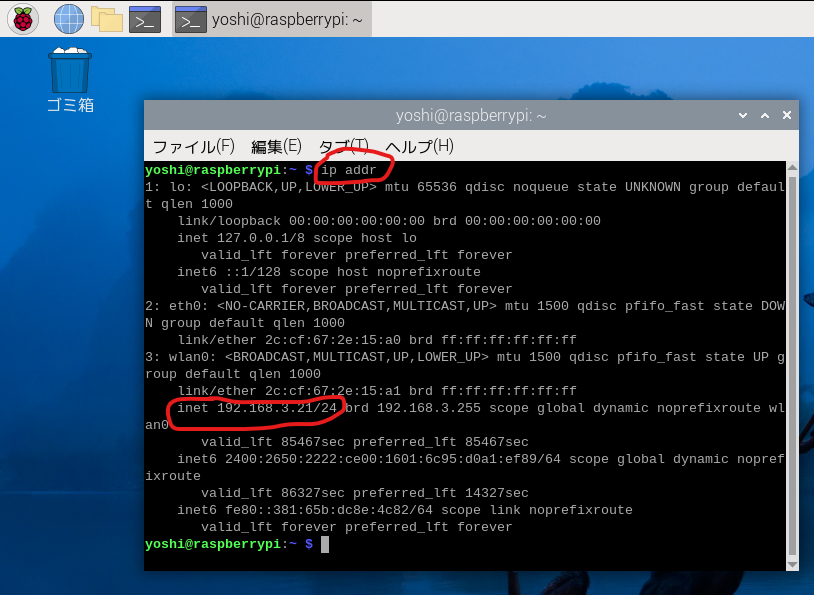 yoshi@raspberrypi: ~
ゴミ箱
yoshi@raspberrypi: ~
ファイル(F) 編集(E) タブ(T) ヘルプ(H)
yoshi@raspberrypi:~ $ ip addr
1: lo: <LOOPBACK,UP,LOWER_UP> mtu 65536 qdisc noqueue state UNKNOWN group defaul
t qlen 1000
    link/loopback 00:00:00:00:00:00 brd 00:00:00:00:00:00
    inet 127.0.0.1/8 scope host lo
       valid_lft forever preferred_lft forever
    inet6 ::1/128 scope host noprefixroute
       valid_lft forever preferred_lft forever
2: eth0: <NO-CARRIER,BROADCAST,MULTICAST,UP> mtu 1500 qdisc pfifo_fast state DOW
N group default qlen 1000
    link/ether 2c:cf:67:2e:15:a0 brd ff:ff:ff:ff:ff:ff
3: wlan0: <BROADCAST,MULTICAST,UP,LOWER_UP> mtu 1500 qdisc pfifo_fast state UP g
roup default qlen 1000
    link/ether 2c:cf:67:2e:15:a1 brd ff:ff:ff:ff:ff:ff
    inet 192.168.3.21/24 brd 192.168.3.255 scope global dynamic noprefixroute wl
an0
       valid_lft 85467sec preferred_lft 85467sec
    inet6 2400:2650:2222:ce00:1601:6c95:d0a1:ef89/64 scope global dynamic nopref
ixroute
       valid_lft 86327sec preferred_lft 14327sec
    inet6 fe80::381:65b:dc8e:4c82/64 scope link noprefixroute
       valid_lft forever preferred_lft forever
yoshi@raspberrypi:~ $